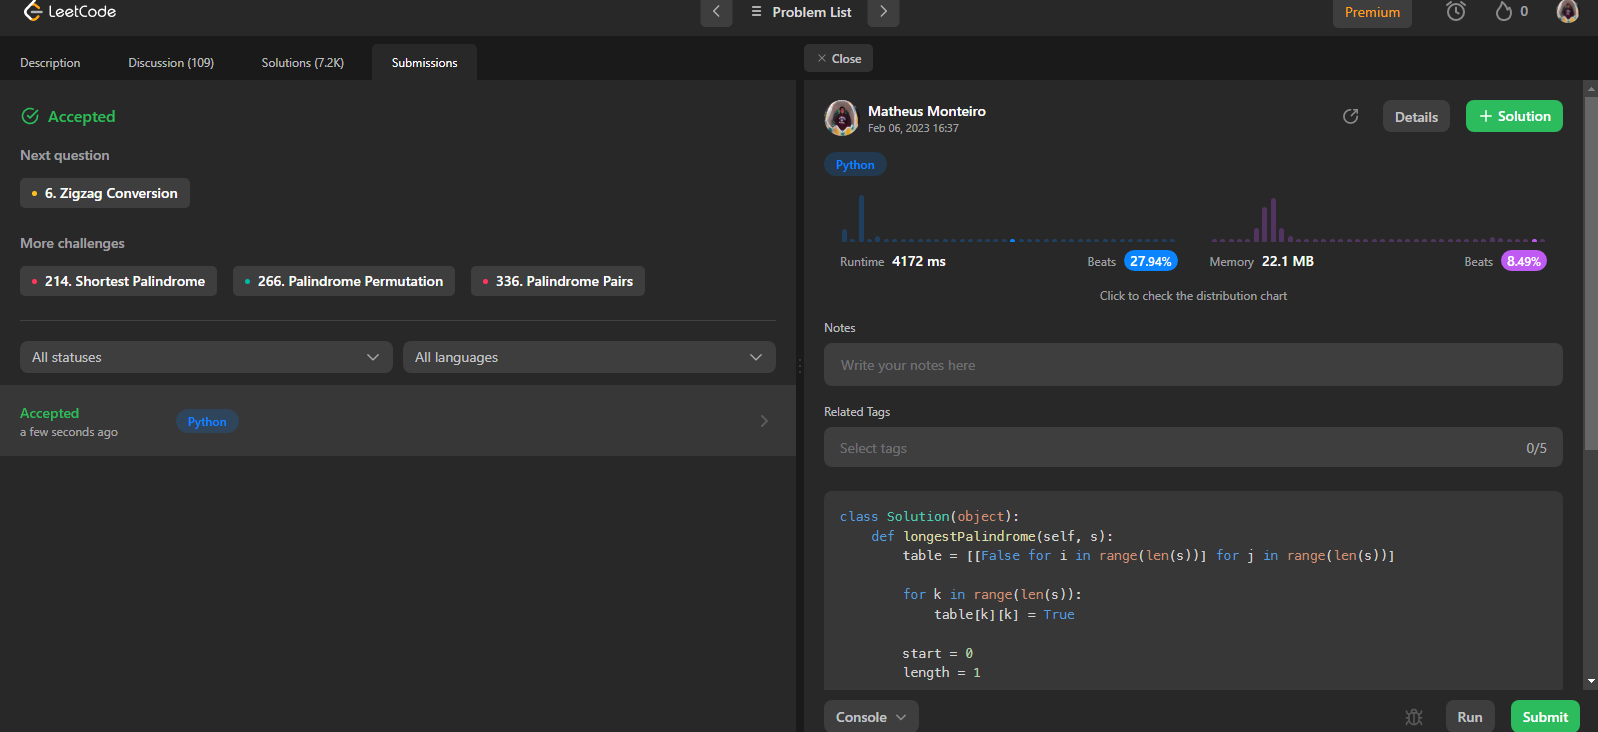 LeetCode
Problem List
Premium
0
Description
Discussion (109)
Solutions (7.2K)
Submissions
Close
Accepted
Next question
6. Zigzag Conversion
More challenges
214. Shortest Palindrome
266. Palindrome Permutation
336. Palindrome Pairs
All statuses
All languages
Accepted
a few seconds ago
Python
Matheus Monteiro
Feb 06, 2023 16:37
Details
+ Solution
Python
Runtime 4172 ms
Beats 27.94%
Memory 22.1 MB
Beats 8.49%
Click to check the distribution chart
Notes
Write your notes here
Related Tags
Select tags
0/5
class Solution(object):
    def longestPalindrome(self, s):
        table = [[False for i in range(len(s))] for j in range(len(s))]
        for k in range(len(s)):
            table[k][k] = True
        start = 0
        length = 1
Console
Run
Submit